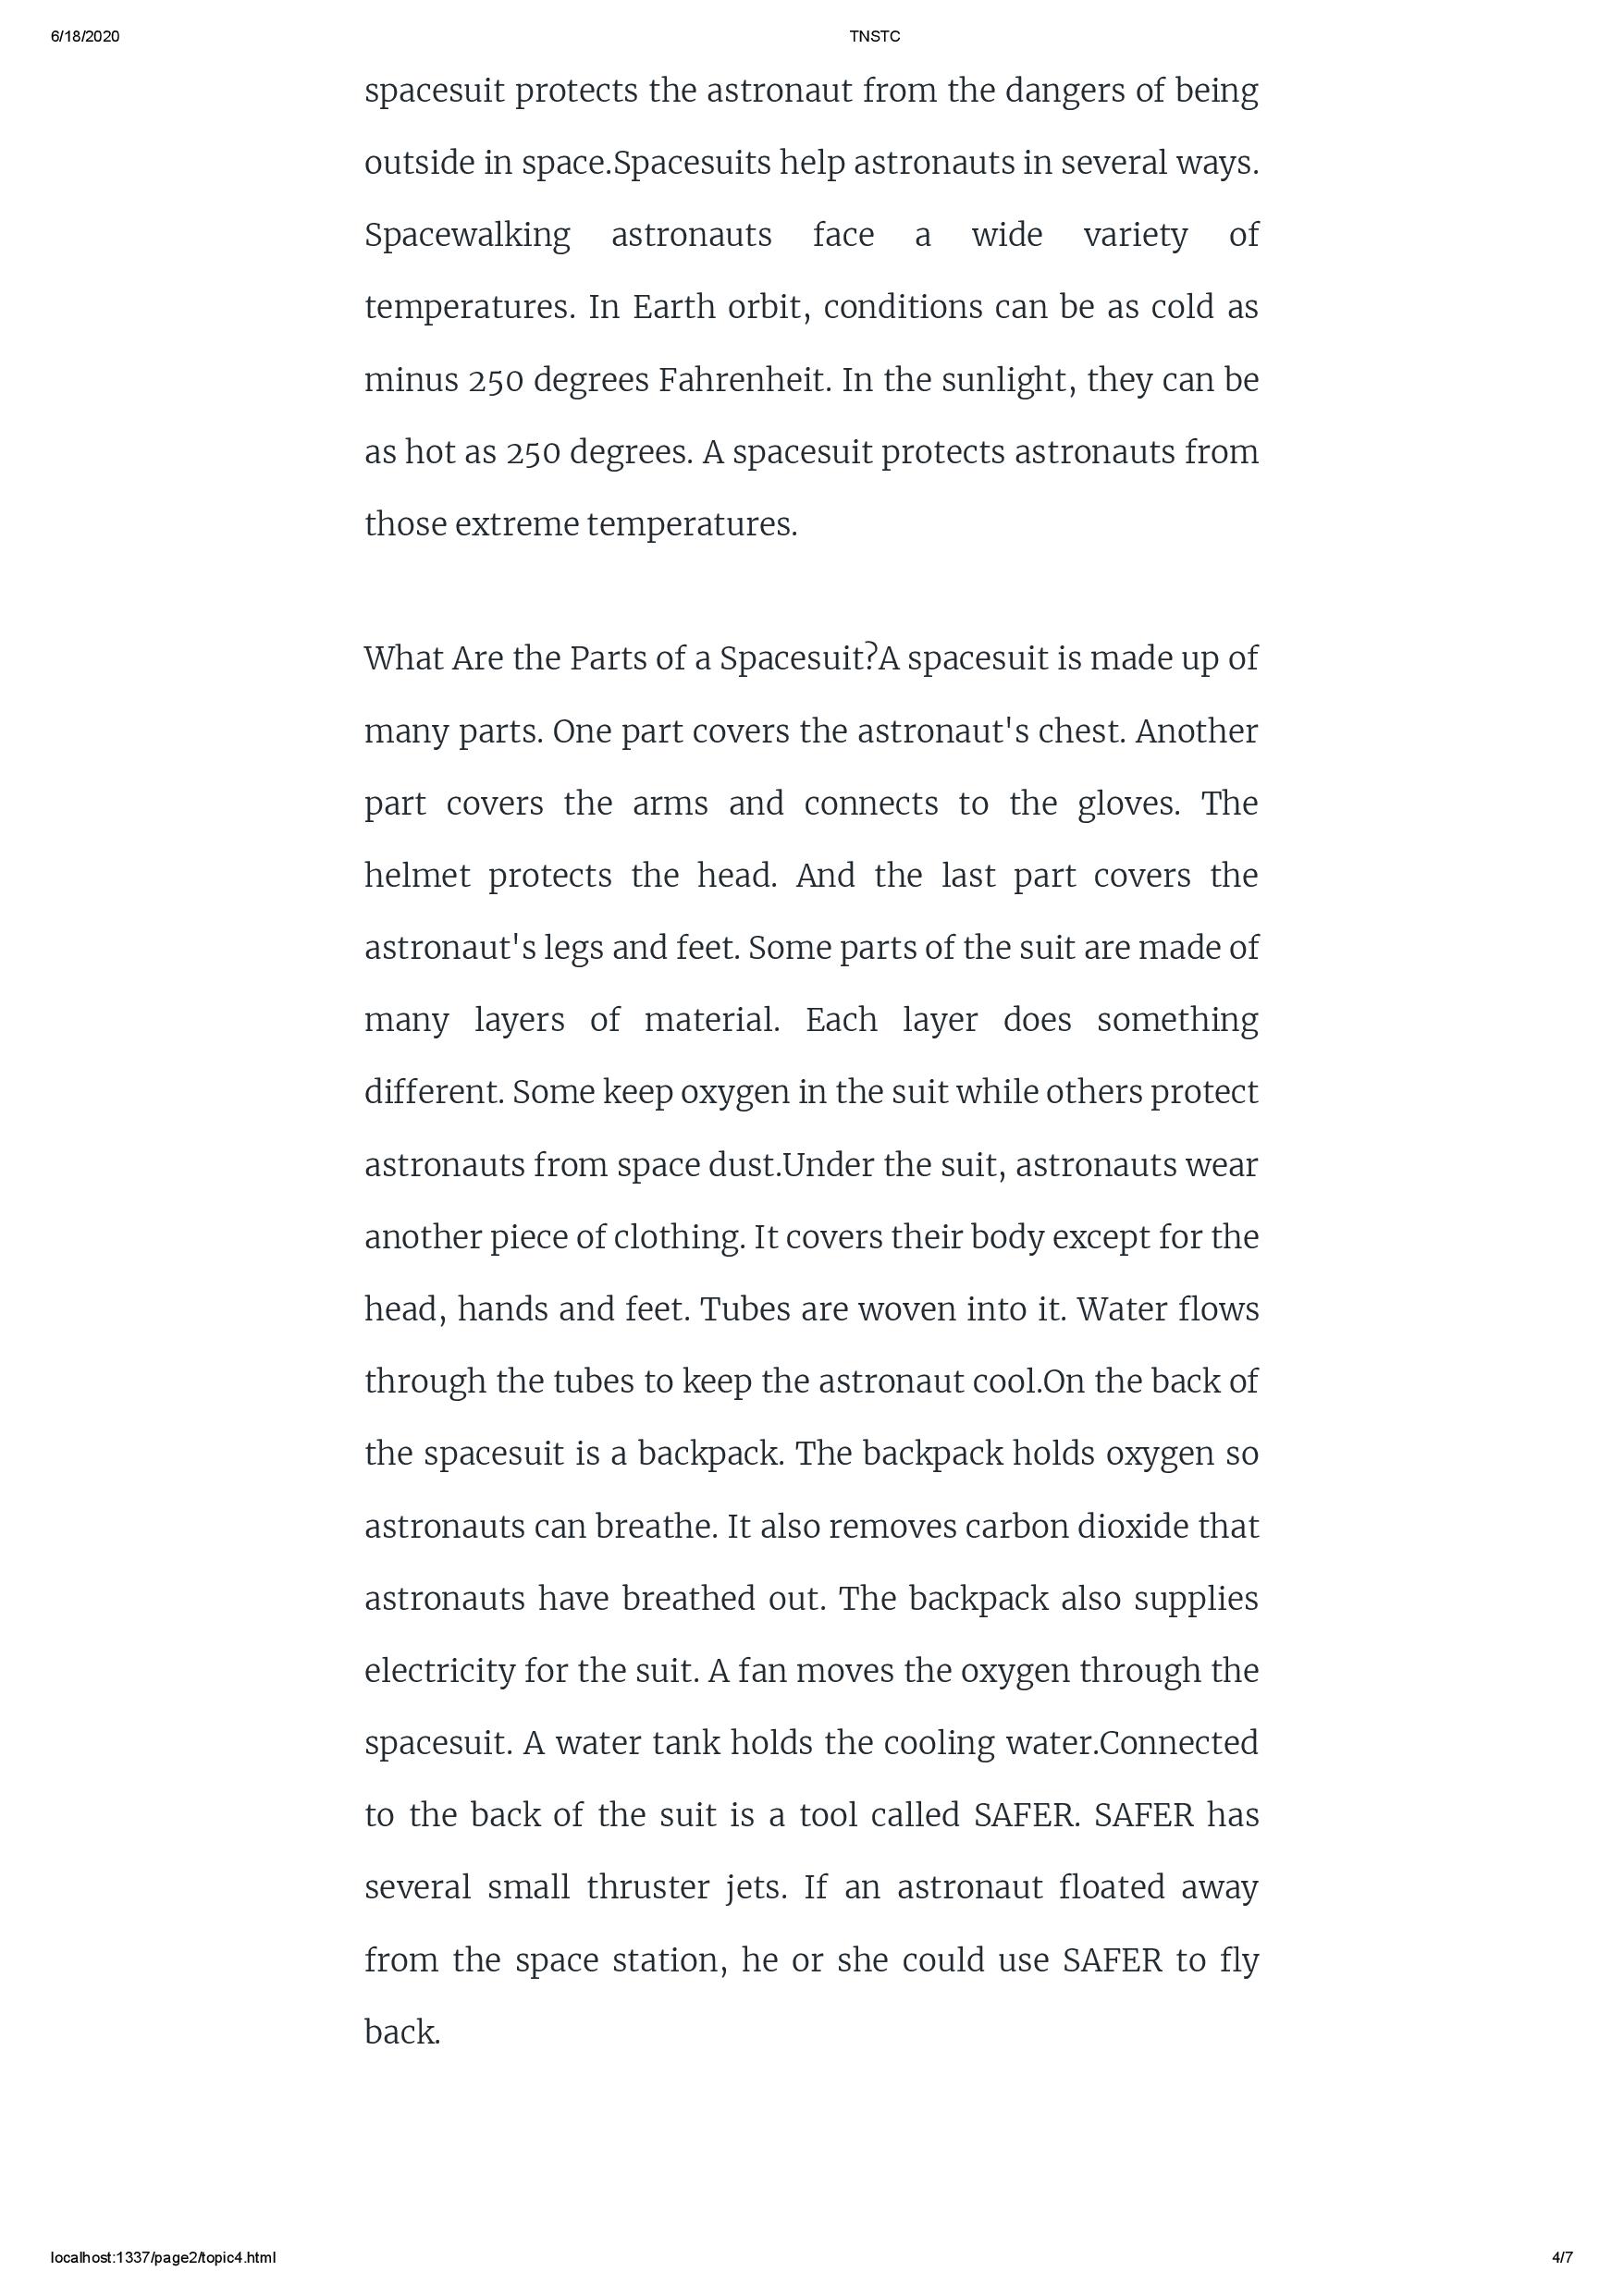 6/18/2020 TNSTC
spacesuit protects the astronaut from the dangers of being
outside in space.Spacesuits help astronauts in several ways.
Spacewalking astronauts face a wide variety of
temperatures. In Earth orbit, conditions can be as cold as
minus 250 degrees Fahrenheit. In the sunlight, they can be
as hot as 250 degrees. A spacesuit protects astronauts from
those extreme temperatures.
What Are the Parts of a Spacesuit?A spacesuit is made up of
many parts. One part covers the astronaut's chest. Another
part covers the arms and connects to the gloves. The
helmet protects the head. And the last part covers the
astronaut's legs and feet. Some parts of the suit are made of
many layers of material. Each layer does something
different. Some keep oxygen in the suit while others protect
astronauts from space dust.Under the suit, astronauts wear
another piece of clothing. It covers their body except for the
head, hands and feet. Tubes are woven into it. Water flows
through the tubes to keep the astronaut cool.On the back of
the spacesuit is a backpack. The backpack holds oxygen so
astronauts can breathe. It also removes carbon dioxide that
astronauts have breathed out. The backpack also supplies
electricity for the suit. A fan moves the oxygen through the
spacesuit. A water tank holds the cooling water.Connected
to the back of the suit is a tool called SAFER. SAFER has
several small thruster jets. If an astronaut floated away
from the space station, he or she could use SAFER to fly
back.
localhost:1337/page2/topic4.html 4/7